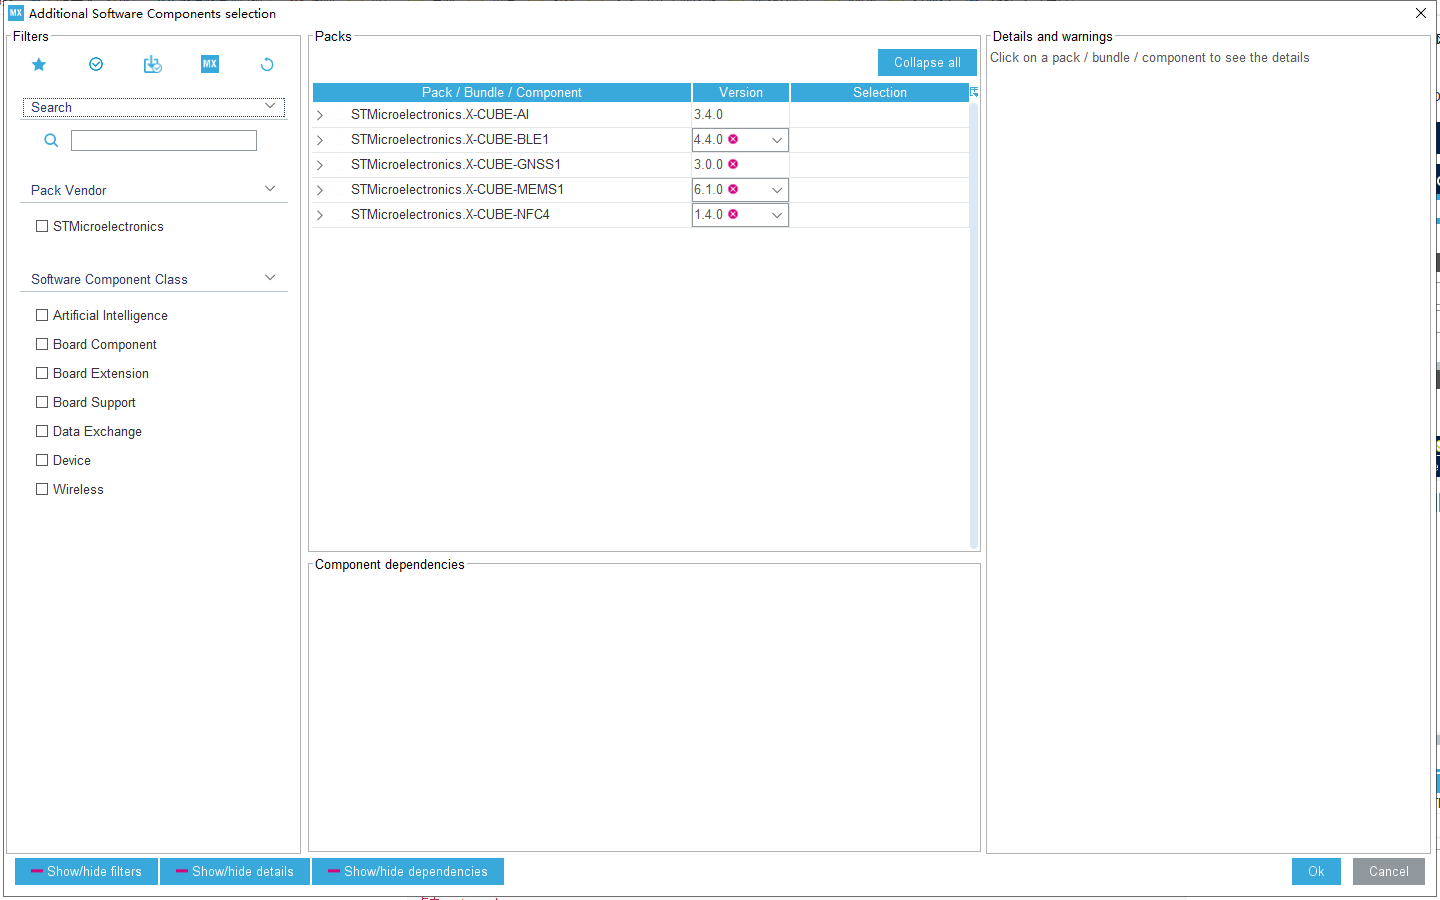 MX Additional Software Components selection
Filters
MX
Search
Pack Vendor
STMicroelectronics
Software Component Class
Artificial Intelligence
Board Component
Board Extension
Board Support
Data Exchange
Device
Wireless
Packs
Collapse all
Pack / Bundle / Component Version Selection
STMicroelectronics.X-CUBE-AI 3.4.0
STMicroelectronics.X-CUBE-BLE1 4.4.0
STMicroelectronics.X-CUBE-GNSS1 3.0.0
STMicroelectronics.X-CUBE-MEMS1 6.1.0
STMicroelectronics.X-CUBE-NFC4 1.4.0
Component dependencies
Details and warnings
Click on a pack / bundle / component to see the details
Show/hide filters Show/hide details Show/hide dependencies Ok Cancel